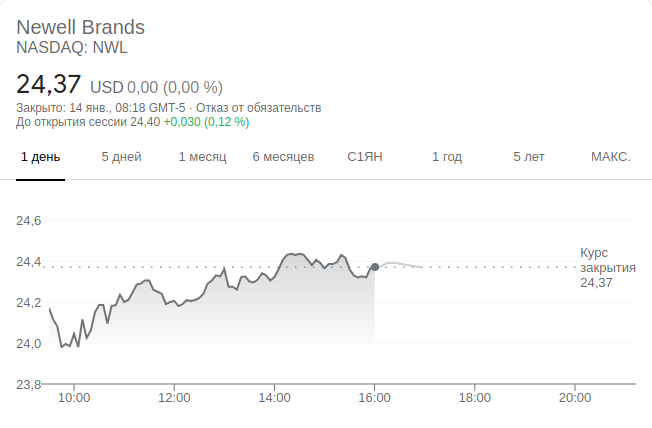 Newell Brands
NASDAQ: NWL
24,37 USD 0,00 (0,00 %)
Закрыто: 14 янв., 08:18 GMT-5 · Отказ от обязательств
До открытия сессии 24,40 +0,030 (0,12 %)
1 день 5 дней 1 месяц 6 месяцев С1ЯН 1 год 5 лет МАКС.
24,6
24,4
24,2
24,0
23,8
Курс
закрытия
24,37
10:00 12:00 14:00 16:00 18:00 20:00